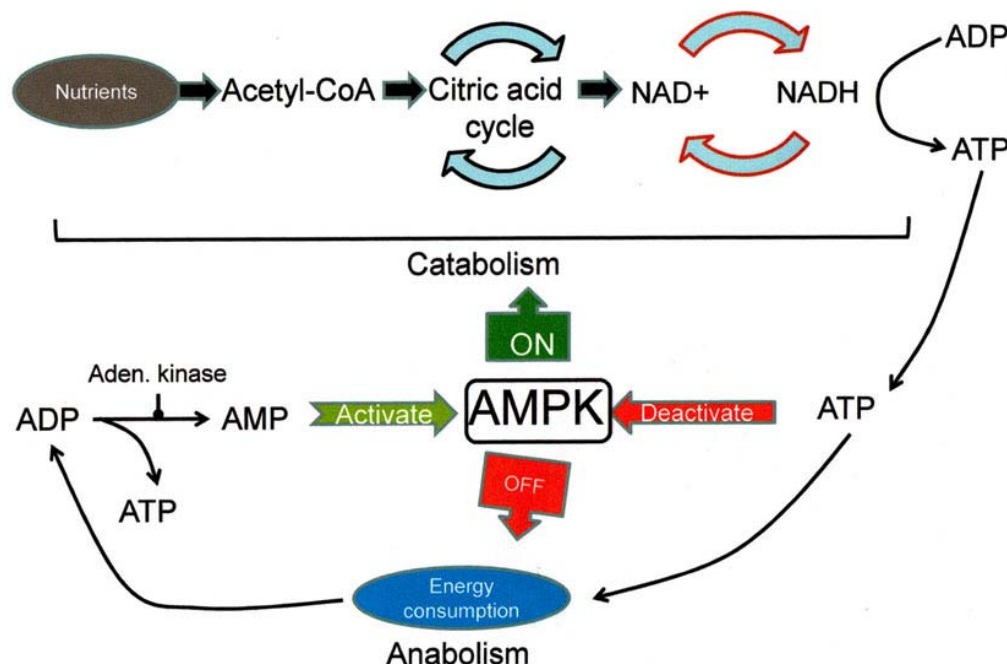 ADP
Nutrients
Acetyl-CoA
Citric acid
cycle
NAD+
NADH
ATP
Catabolism
ON
Aden. kinase
ADP
AMP
Activate
AMPK
Deactivate
ATP
ATP
OFF
Energy
consumption
Anabolism